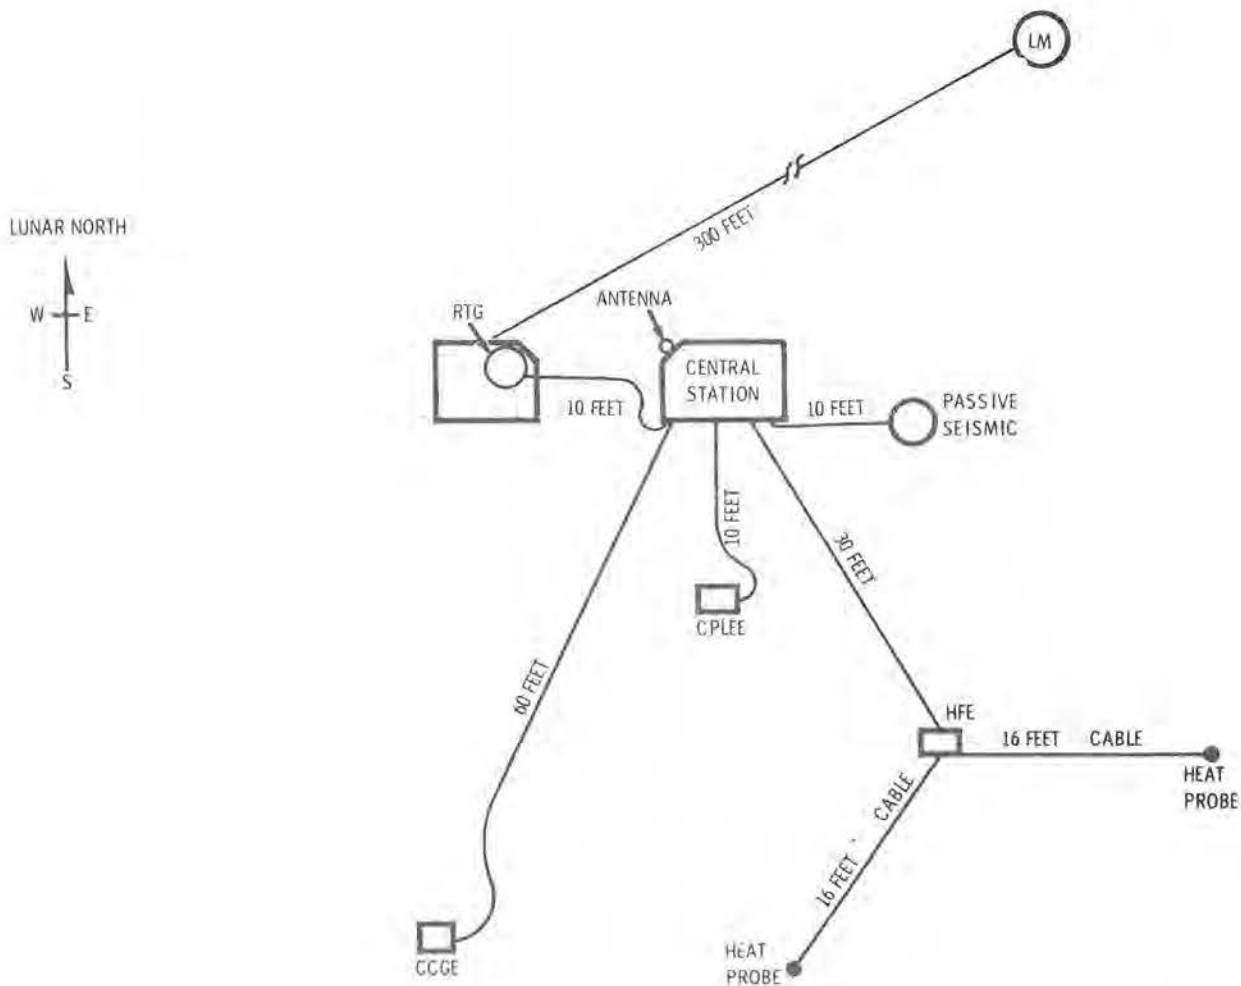 LM
300 FEET
LUNAR NORTH
W
E
S
RTG
ANTENNA
CENTRAL
STATION
10 FEET
10 FEET
PASSIVE
SEISMIC
10 FEET
30 FEET
CPLEE
60 FEET
HFE
16 FEET CABLE
HEAT
PROBE
16 FEET CABLE
CCGE
HEAT
PROBE